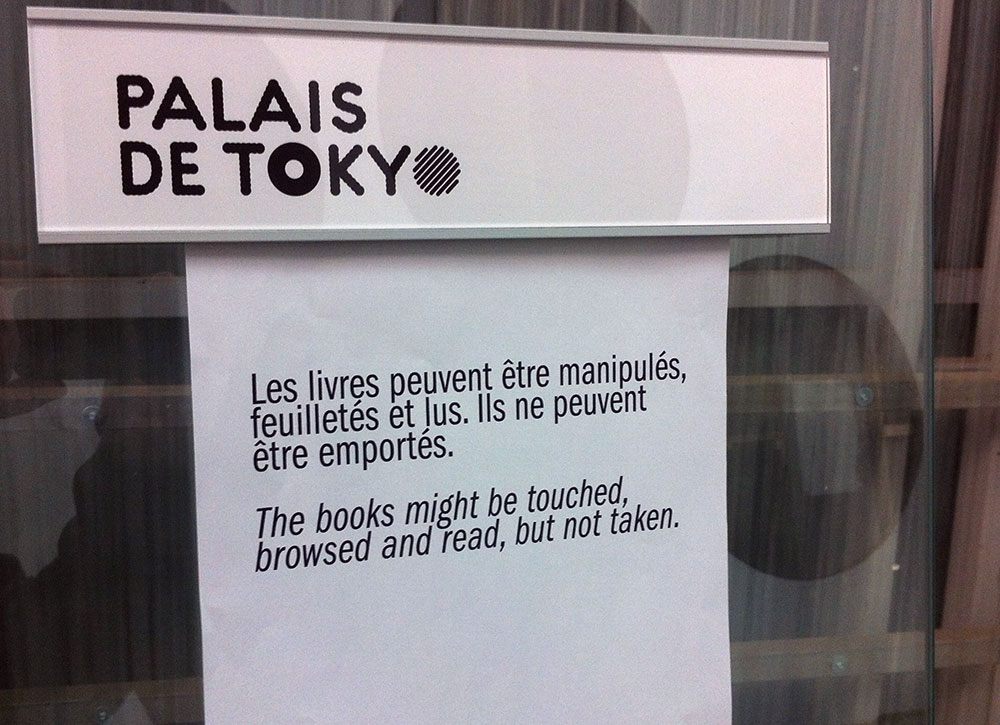 PALAIS
DE TOKYO
Les livres peuvent être manipulés,
feuilletés et lus. Ils ne peuvent
être emportés.
The books might be touched,
browsed and read, but not taken.